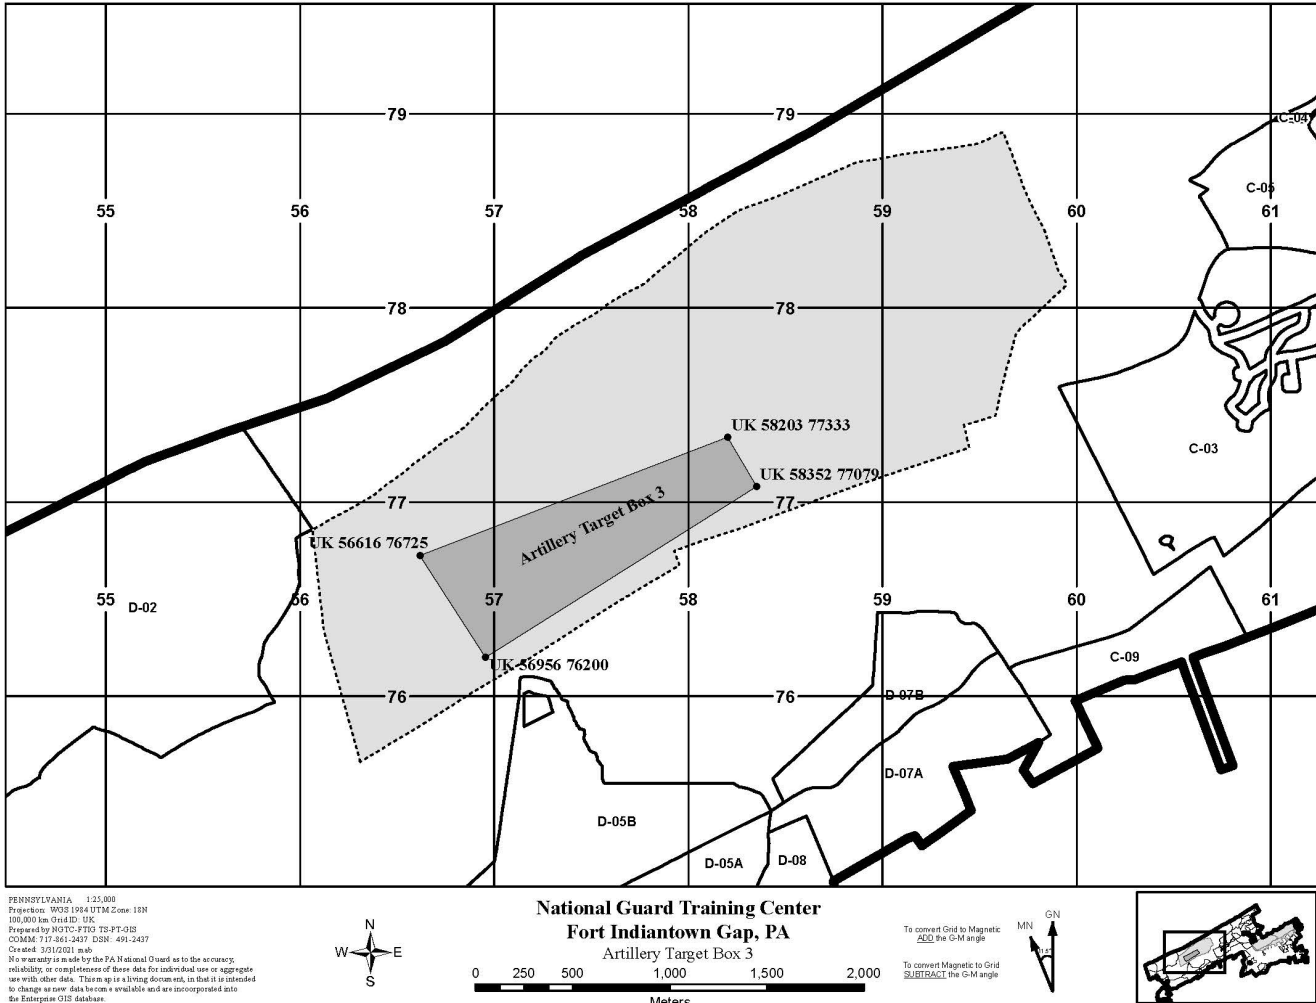 79
79
C-04
C-05
55
56
57
58
59
60
61
78
78
UK 58203 77333
C-03
UK 58352 77079
77
77
Artillery Target Box 3
UK 56616 76725
55
56
57
58
59
60
61
D-02
C-09
UK 56956 76200
76
76
D-07B
D-07A
D-05B
D-05A
D-08
PENNSYLVANIA 1:25,000
Projection: WGS 1984 UTM Zone: 18N
100,000 km Grid ID: UK
Prepared by NGTC-FTIG TS-PT-GIS
COMM: 717-861-2437 DSN: 491-2437
Created: 3/31/2021 mab
No warranty is made by the PA National Guard as to the accuracy,
reliability, or completeness of these data for individual use or aggregate
use with other data. This map is a living document, in that it is intended
to change as new data become available and are incorporated into
the Enterprise GIS database.
N
W
E
S
National Guard Training Center
Fort Indiantown Gap, PA
Artillery Target Box 3
0 250 500 1,000 1,500 2,000
Meters
To convert Grid to Magnetic
ADD the G-M angle
To convert Magnetic to Grid
SUBTRACT the G-M angle
MN
GN